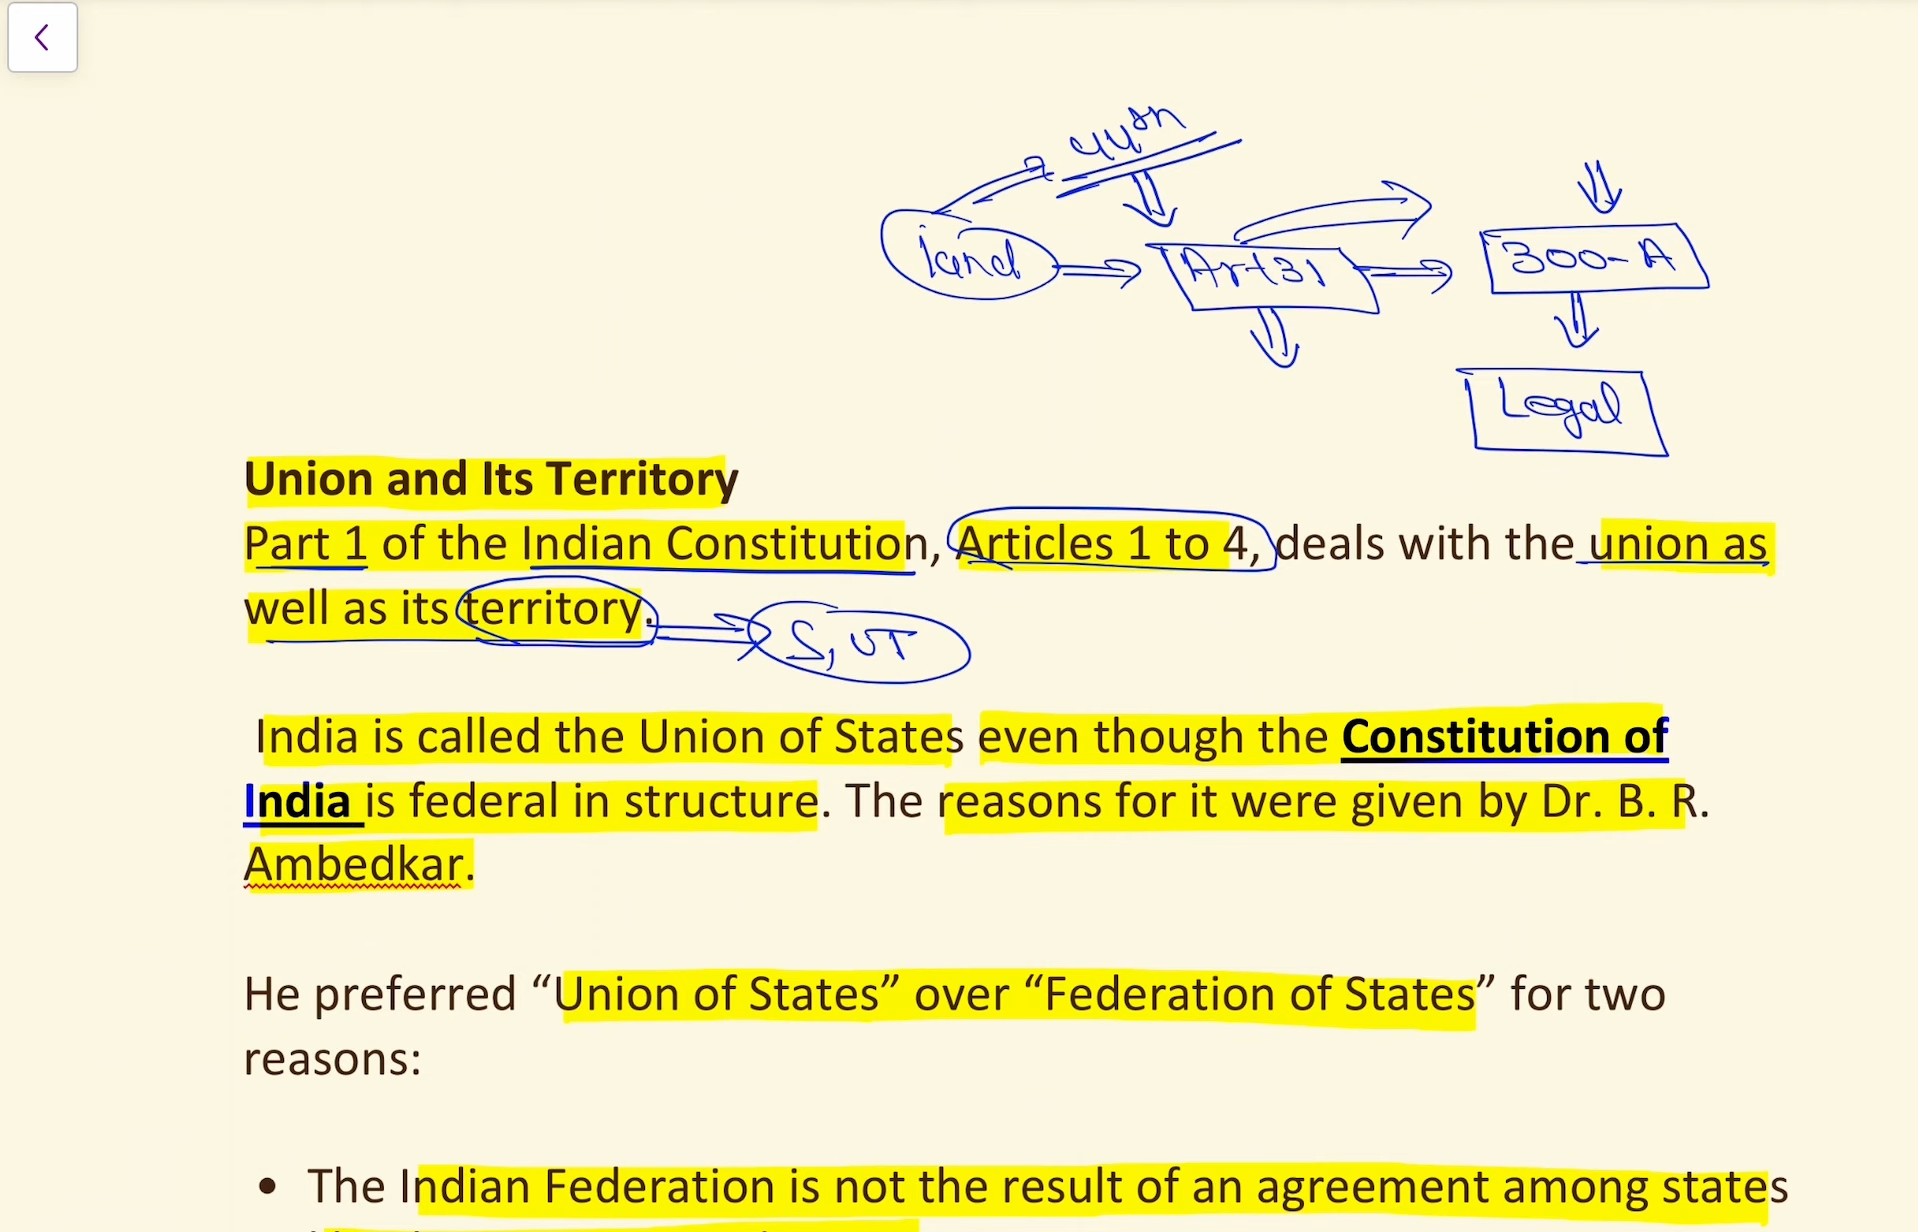 44th
land
Art31
300-A
Legal
Union and Its Territory
Part 1 of the Indian Constitution, Articles 1 to 4, deals with the union as
well as its territory.
S, UT
India is called the Union of States even though the Constitution of
India is federal in structure. The reasons for it were given by Dr. B. R.
Ambedkar.
He preferred “Union of States” over “Federation of States” for two
reasons:
• The Indian Federation is not the result of an agreement among states